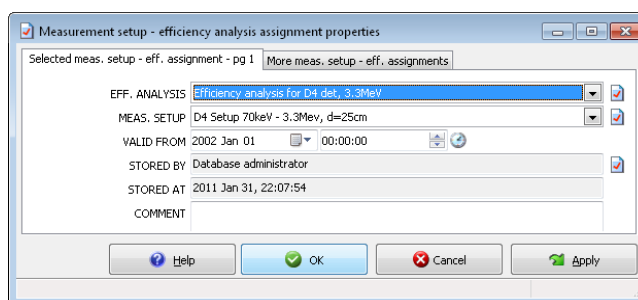 Measurement setup - efficiency analysis assignment properties
Selected meas. setup - eff. assignment - pg 1 More meas. setup - eff. assignments
EFF. ANALYSIS Efficiency analysis for D4 det, 3.3MeV
MEAS. SETUP D4 Setup 70keV - 3.3Mev, d=25cm
VALID FROM 2002 Jan 01 00:00:00
STORED BY Database administrator
STORED AT 2011 Jan 31, 22:07:54
COMMENT
Help OK Cancel Apply